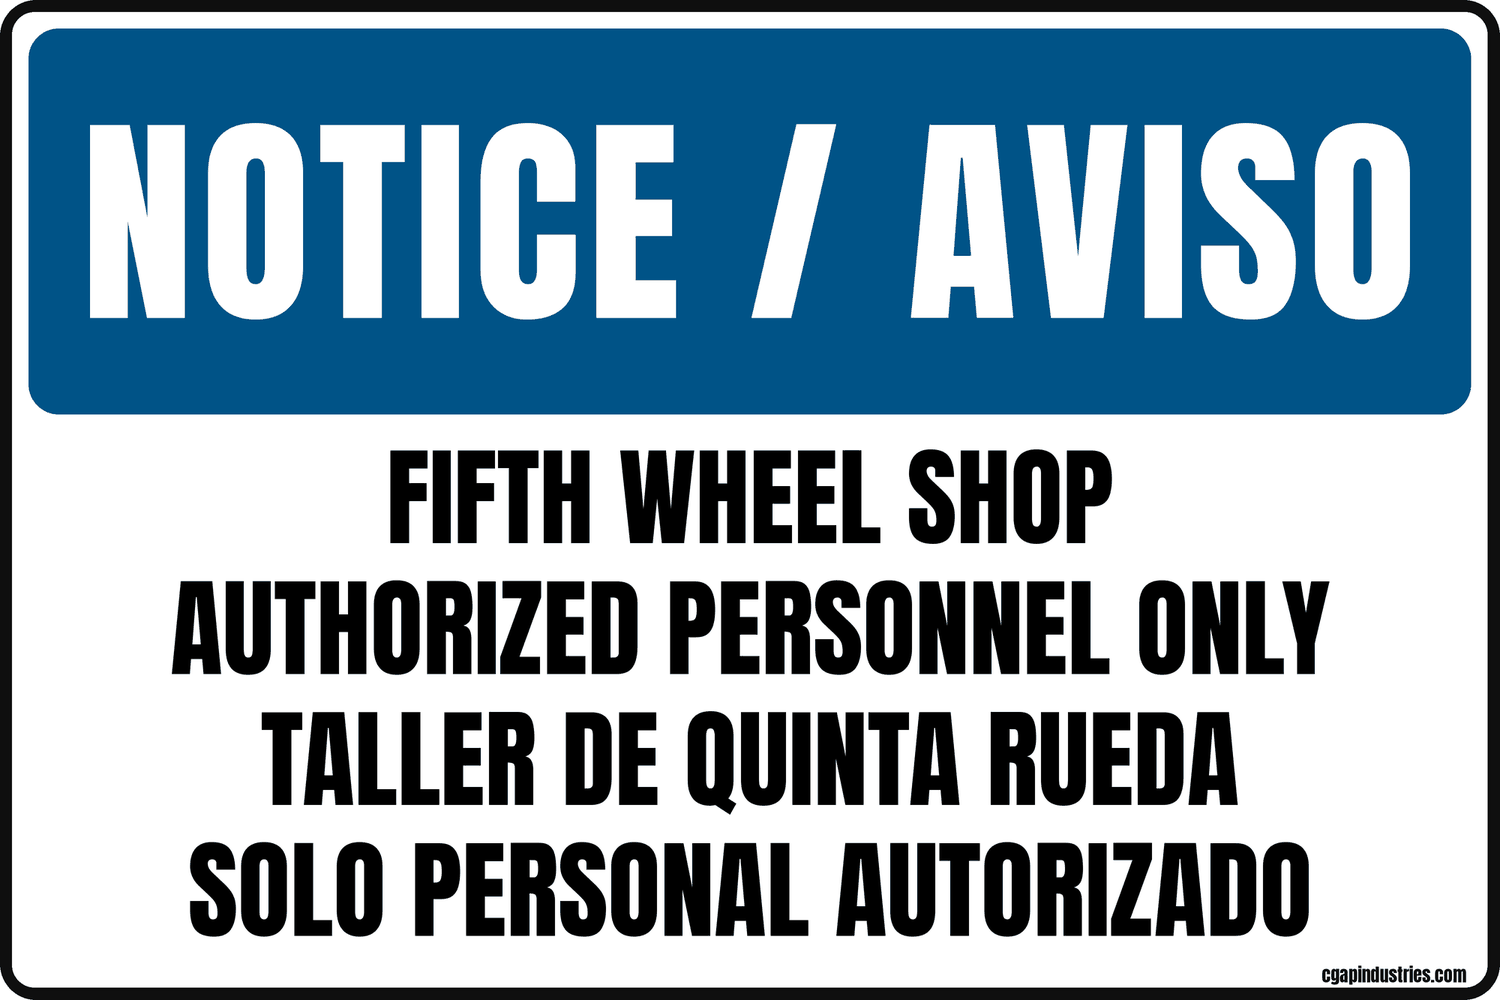 NOTICE / AVISO
FIFTH WHEEL SHOP
AUTHORIZED PERSONNEL ONLY
TALLER DE QUINTA RUEDA
SOLO PERSONAL AUTORIZADO
cgapindustries.com